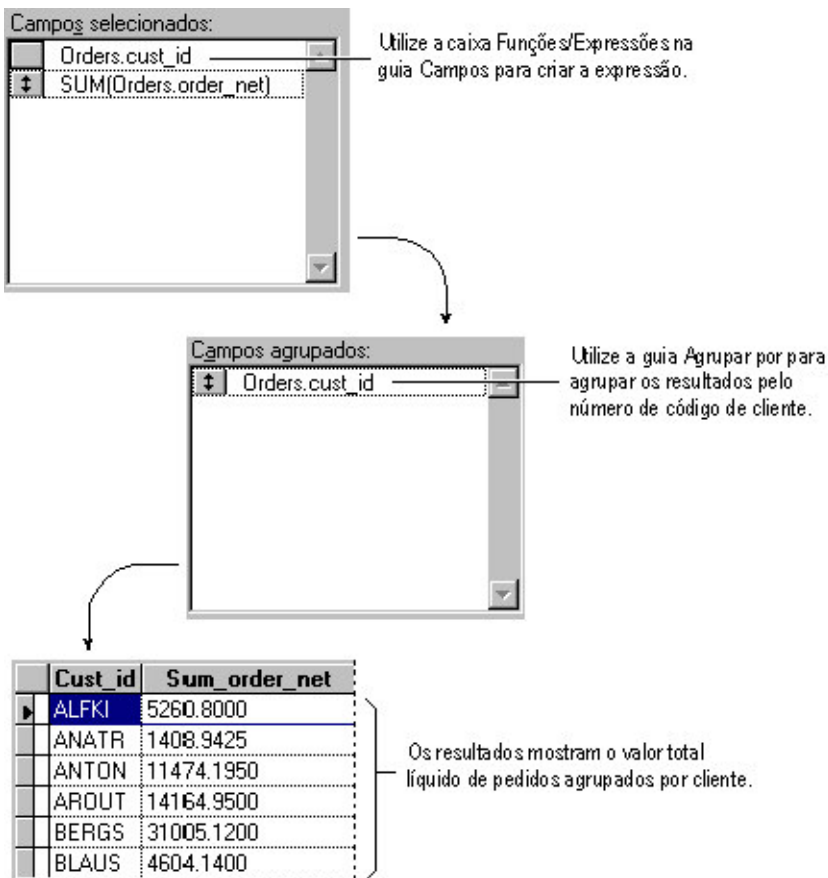 Campos selecionados:
Orders.cust_id
SUM(Orders.order_net)
Utilize a caixa Funções/Expressões na
guia Campos para criar a expressão.
Campos agrupados:
Orders.cust_id
Utilize a guia Agrupar por para
agrupar os resultados pelo
número de código de cliente.
Cust_id Sum_order_net
ALFKI 5260.8000
ANATR 1408.9425
ANTON 11474.1950
AROUT 14164.9500
BERGS 31005.1200
BLAUS 4604.1400
Os resultados mostram o valor total
líquido de pedidos agrupados por cliente.